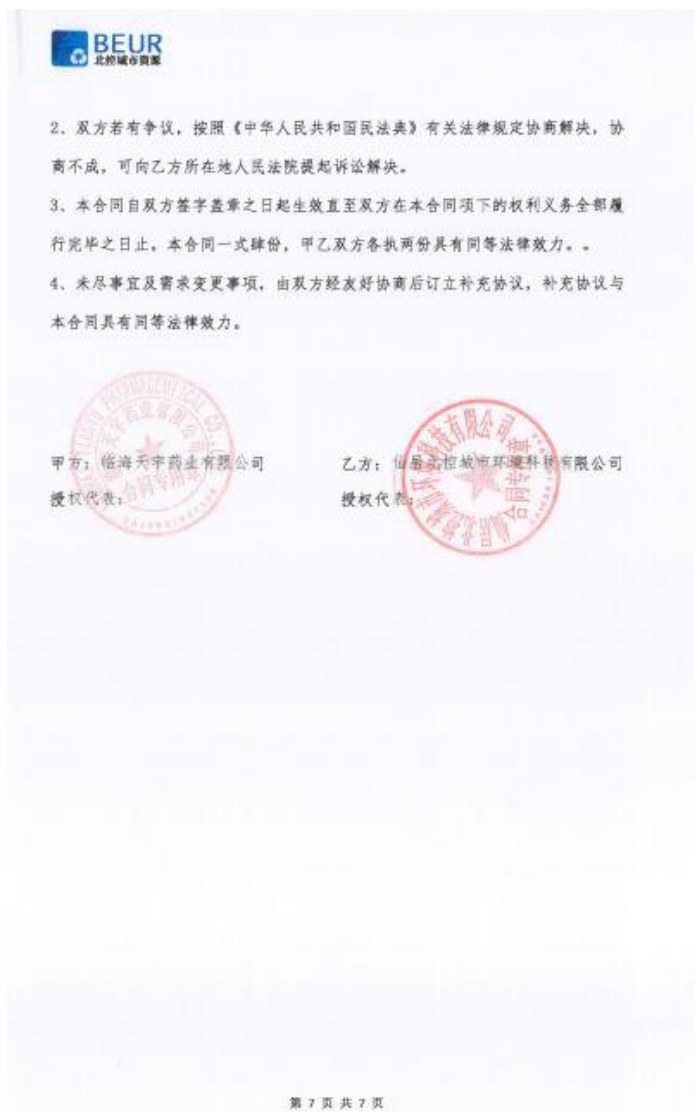 BEUR
北控城市资源
2、双方若有争议，按照《中华人民共和国民法典》有关法律规定协商解决，协
商不成，可向乙方所在地人民法院提起诉讼解决。
3、本合同自双方签字盖章之日起生效直至双方在本合同项下的权利义务全部履
行完毕之日止。本合同一式肆份，甲乙双方各执两份具有同等法律效力。。
4、未尽事宜及需求变更事项，由双方经友好协商后订立补充协议，补充协议与
本合同具有同等法律效力。
甲方：临海天宇药业有限公司
乙方：仙居北控城市环境科技有限公司
授权代表：
授权代表：
合同专用章
合同专用章
第 7 页 共 7 页